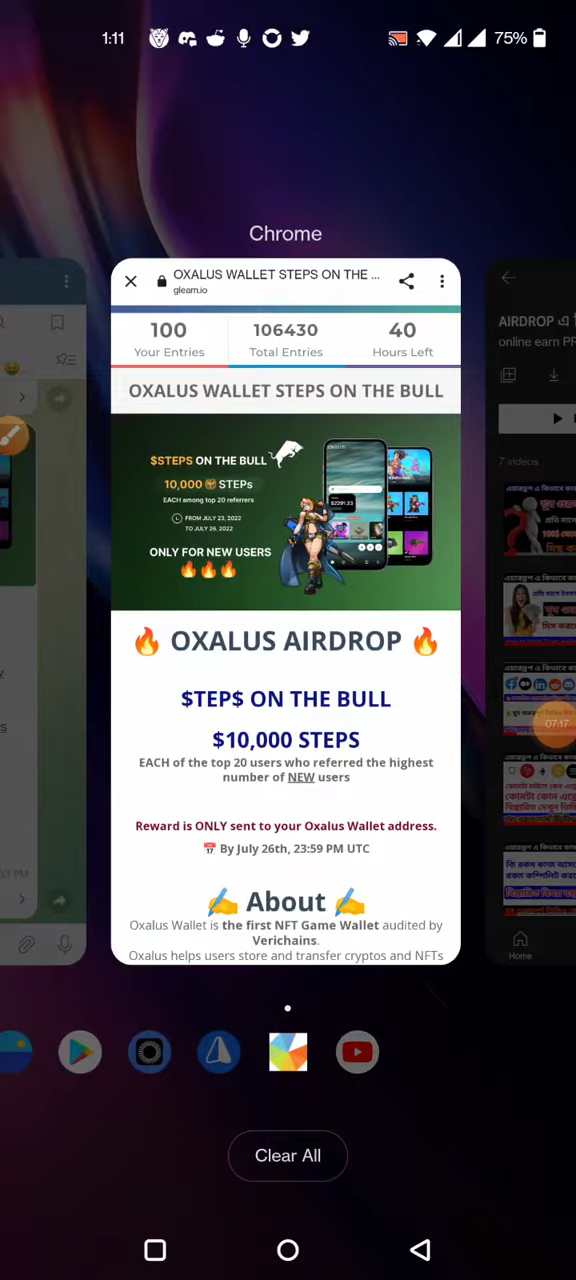 1:11
75%
Chrome
OXALUS WALLET STEPS ON THE ...
gleam.io
100
Your Entries
106430
Total Entries
40
Hours Left
OXALUS WALLET STEPS ON THE BULL
$STEPS ON THE BULL
10,000 STEPs
EACH among top 20 referrers
FROM JULY 23, 2022
TO JULY 26, 2022
ONLY FOR NEW USERS
$2291.23
🔥 OXALUS AIRDROP 🔥
$TEP$ ON THE BULL
$10,000 STEPS
EACH of the top 20 users who referred the highest
number of NEW users
Reward is ONLY sent to your Oxalus Wallet address.
📅 By July 26th, 23:59 PM UTC
✍️ About ✍️
Oxalus Wallet is the first NFT Game Wallet audited by
Verichains.
Oxalus helps users store and transfer cryptos and NFTs
AIRDROP এ
online earn PR
7 videos
07:17
Home
Clear All